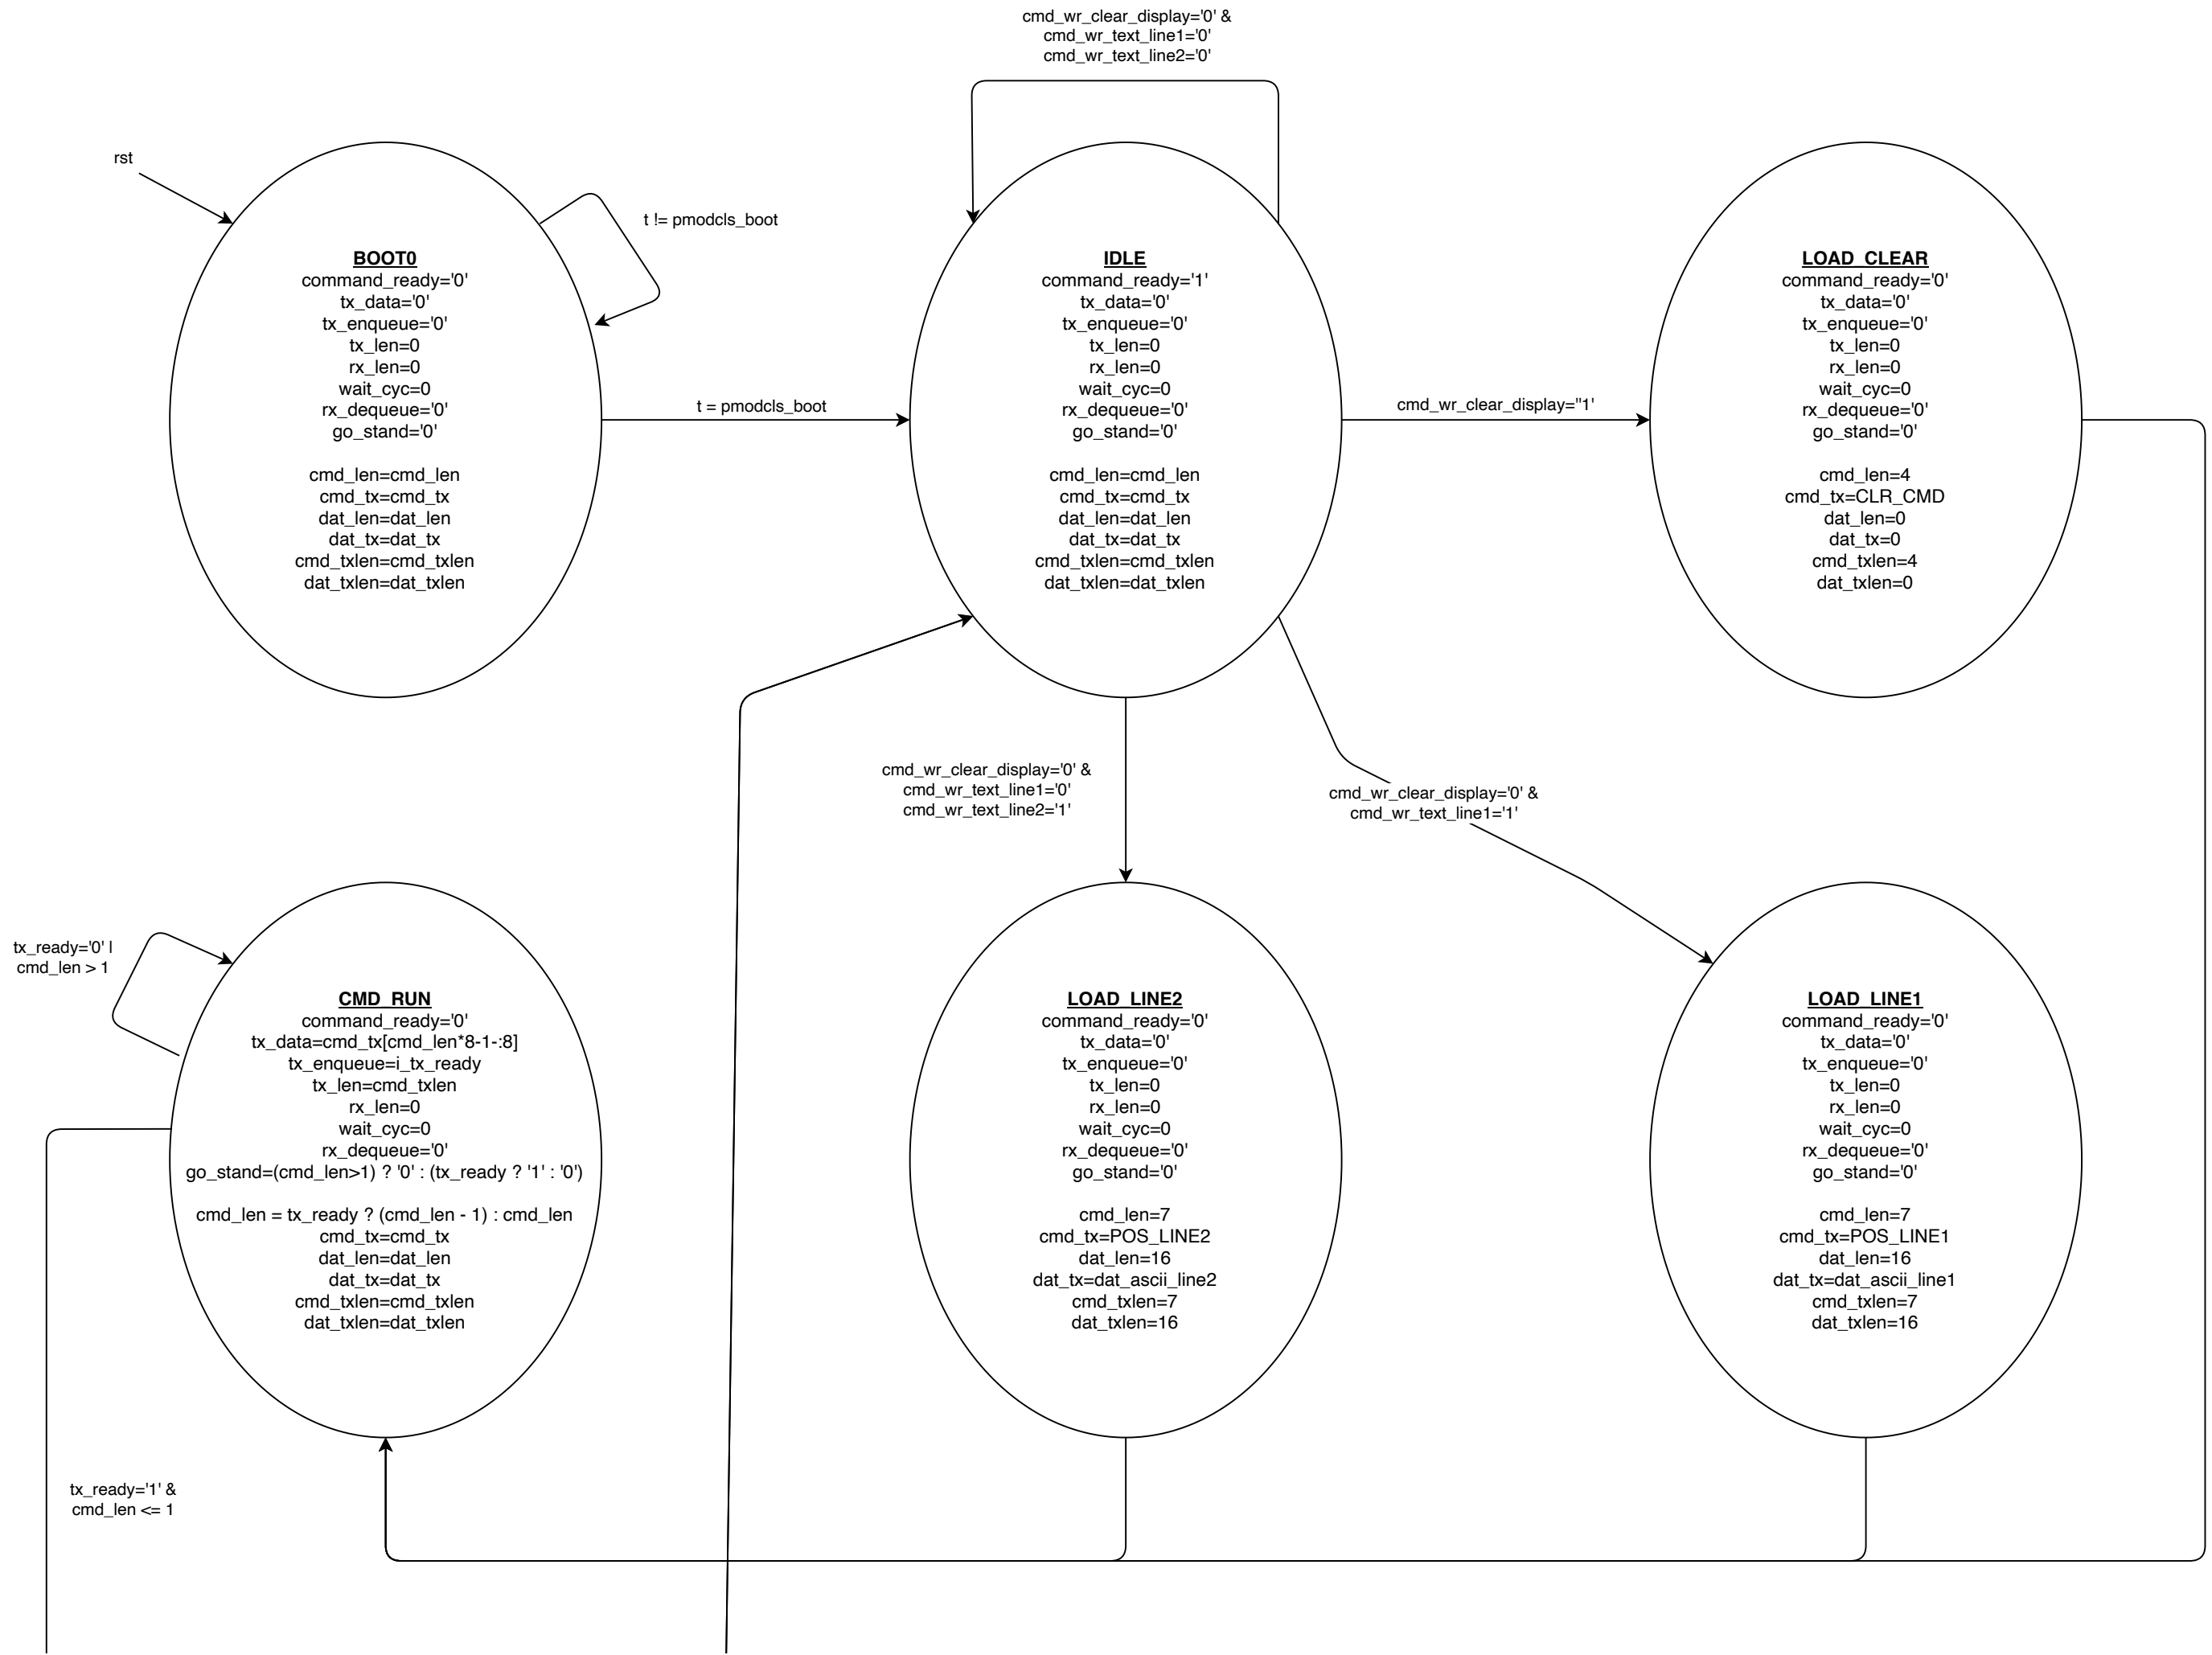 cmd_wr_clear_display='0' &
cmd_wr_text_line1='0'
cmd_wr_text_line2='0'
rst
t != pmodcls_boot
BOOT0
command_ready='0'
tx_data='0'
tx_enqueue='0'
tx_len=0
rx_len=0
wait_cyc=0
rx_dequeue='0'
go_stand='0'
cmd_len=cmd_len
cmd_tx=cmd_tx
dat_len=dat_len
dat_tx=dat_tx
cmd_txlen=cmd_txlen
dat_txlen=dat_txlen
t = pmodcls_boot
IDLE
command_ready='1'
tx_data='0'
tx_enqueue='0'
tx_len=0
rx_len=0
wait_cyc=0
rx_dequeue='0'
go_stand='0'
cmd_len=cmd_len
cmd_tx=cmd_tx
dat_len=dat_len
dat_tx=dat_tx
cmd_txlen=cmd_txlen
dat_txlen=dat_txlen
cmd_wr_clear_display=''1'
LOAD_CLEAR
command_ready='0'
tx_data='0'
tx_enqueue='0'
tx_len=0
rx_len=0
wait_cyc=0
rx_dequeue='0'
go_stand='0'
cmd_len=4
cmd_tx=CLR_CMD
dat_len=0
dat_tx=0
cmd_txlen=4
dat_txlen=0
cmd_wr_clear_display='0' &
cmd_wr_text_line1='0'
cmd_wr_text_line2='1'
cmd_wr_clear_display='0' &
cmd_wr_text_line1='1'
tx_ready='0' |
cmd_len > 1
CMD_RUN
command_ready='0'
tx_data=cmd_tx[cmd_len*8-1-:8]
tx_enqueue=i_tx_ready
tx_len=cmd_txlen
rx_len=0
wait_cyc=0
rx_dequeue='0'
go_stand=(cmd_len>1) ? '0' : (tx_ready ? '1' : '0')
cmd_len = tx_ready ? (cmd_len - 1) : cmd_len
cmd_tx=cmd_tx
dat_len=dat_len
dat_tx=dat_tx
cmd_txlen=cmd_txlen
dat_txlen=dat_txlen
LOAD_LINE2
command_ready='0'
tx_data='0'
tx_enqueue='0'
tx_len=0
rx_len=0
wait_cyc=0
rx_dequeue='0'
go_stand='0'
cmd_len=7
cmd_tx=POS_LINE2
dat_len=16
dat_tx=dat_ascii_line2
cmd_txlen=7
dat_txlen=16
LOAD_LINE1
command_ready='0'
tx_data='0'
tx_enqueue='0'
tx_len=0
rx_len=0
wait_cyc=0
rx_dequeue='0'
go_stand='0'
cmd_len=7
cmd_tx=POS_LINE1
dat_len=16
dat_tx=dat_ascii_line1
cmd_txlen=7
dat_txlen=16
tx_ready='1' &
cmd_len <= 1